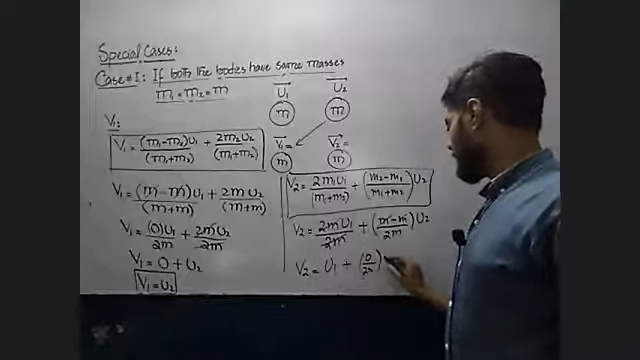 Special Cases:
Case#I: If both the bodies have same masses
m₁ = m₂ = m
U₁ U₂
m m
V₁:
V₁ = (m₁-m₂)U₁/(m₁+m₂) + 2m₂U₂/(m₁+m₂)
V₁ = (m-m)U₁/(m+m) + 2mU₂/(m+m)
V₁ = (0)U₁/2m + 2mU₂/2m
V₁ = 0 + U₂
V₁ = U₂
V₁ = V₂ =
m m
V₂ = 2m₁U₁/(m₁+m₂) + (m₂-m₁/m₁+m₂)U₂
V₂ = 2mU₁/2m + (m-m/2m)U₂
V₂ = U₁ + (0/2m)